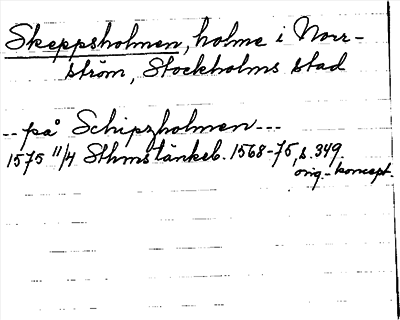 Skeppsholmen, holme i Norr-
ström, Stockholms stad
-- på Schipzholmen ---
1575 11/4 Sthms tänkeb. 1568-75, s. 349.
orig.-koncept.